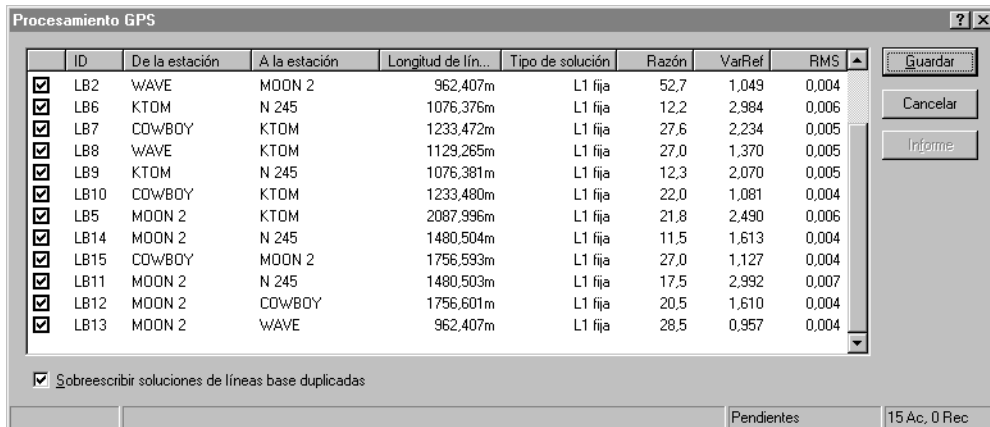 Procesamiento GPS
ID De la estación A la estación Longitud de lín... Tipo de solución Razón VarRef RMS
LB2 WAVE MOON 2 962,407m L1 fija 52,7 1,049 0,004
LB6 KTOM N 245 1076,376m L1 fija 12,2 2,984 0,006
LB7 COWBOY KTOM 1233,472m L1 fija 27,6 2,234 0,005
LB8 WAVE KTOM 1129,265m L1 fija 27,0 1,370 0,005
LB9 KTOM N 245 1076,381m L1 fija 12,3 2,070 0,005
LB10 COWBOY KTOM 1233,480m L1 fija 22,0 1,081 0,004
LB5 MOON 2 KTOM 2087,996m L1 fija 21,8 2,490 0,006
LB14 MOON 2 N 245 1480,504m L1 fija 11,5 1,613 0,004
LB15 COWBOY MOON 2 1756,593m L1 fija 27,0 1,127 0,004
LB11 MOON 2 N 245 1480,503m L1 fija 17,5 2,992 0,007
LB12 MOON 2 COWBOY 1756,601m L1 fija 20,5 1,610 0,004
LB13 MOON 2 WAVE 962,407m L1 fija 28,5 0,957 0,004
Guardar
Cancelar
Informe
Sobreescribir soluciones de líneas base duplicadas
Pendientes 15 Ac, 0 Rec